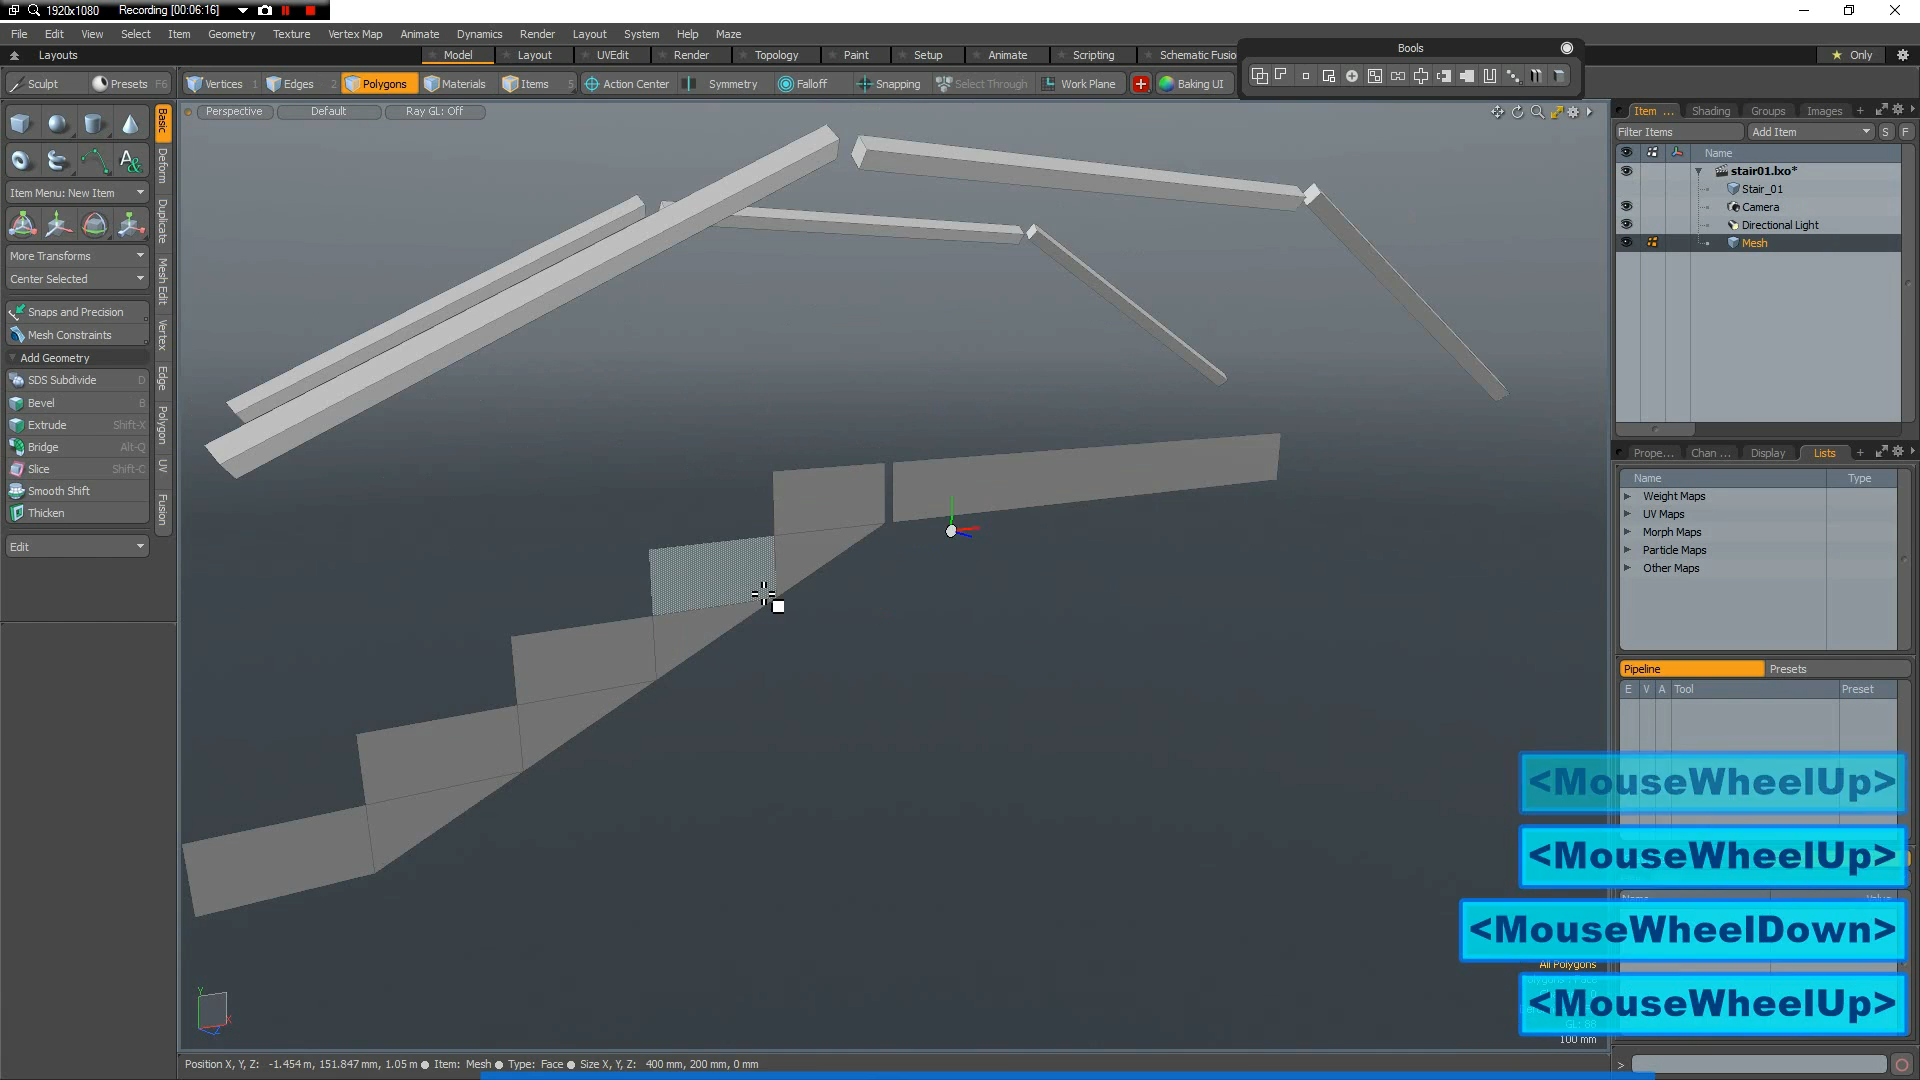 1920x1080 Recording [00:06:16]
File Edit View Select Item Geometry Texture Vertex Map Animate Dynamics Render Layout System Help Maze
Layouts
Model Layout UVEdit Render Topology Paint Setup Animate Scripting Schematic Fusio
Bools
Only
Sculpt Presets F6 Vertices 1 Edges 2 Polygons Materials Items 5 Action Center Symmetry Falloff Snapping Select Through Work Plane Baking UI
Perspective Default Ray GL: Off
Item ... Shading Groups Images +
Filter Items Add Item S F
Name
stair01.lxo*
Stair_01
Camera
Directional Light
Mesh
Basic
Deform
Duplicate
Mesh Edit
Vertex
Edge
Polygon
UV
Fusion
Item Menu: New Item
More Transforms
Center Selected
Snaps and Precision
Mesh Constraints
Add Geometry
SDS Subdivide D
Bevel B
Extrude Shift-X
Bridge Alt-Q
Slice Shift-C
Smooth Shift
Thicken
Edit
Prope... Chan ... Display Lists +
Name Type
Weight Maps
UV Maps
Morph Maps
Particle Maps
Other Maps
Pipeline Presets
E V A Tool Preset
<MouseWheelUp>
<MouseWheelUp>
<MouseWheelDown>
All Polygons
<MouseWheelUp>
100 mm
Y
X
Z
Position X, Y, Z: -1.454 m, 151.847 mm, 1.05 m Item: Mesh Type: Face Size X, Y, Z: 400 mm, 200 mm, 0 mm
>